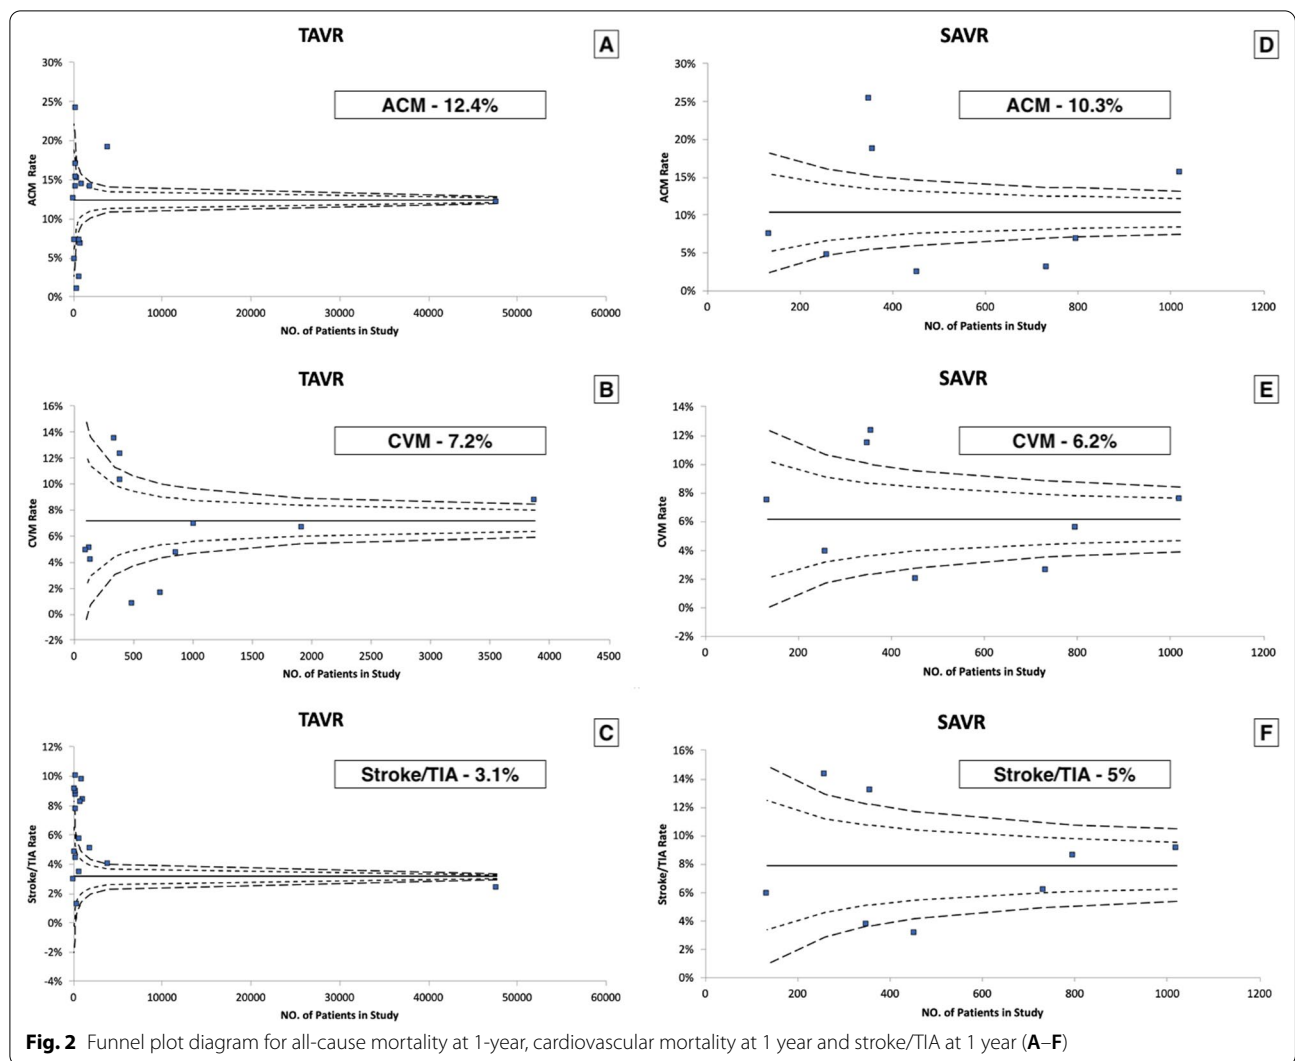 TAVR
A
ACM - 12.4%
30%
25%
20%
15%
10%
5%
0%
ACM Rate
0 10000 20000 30000 40000 50000 60000
NO. of Patients in Study
SAVR
D
ACM - 10.3%
30%
25%
20%
15%
10%
5%
0%
ACM Rate
0 200 400 600 800 1000 1200
NO. of Patients in Study
TAVR
B
CVM - 7.2%
16%
14%
12%
10%
8%
6%
4%
2%
0%
-2%
CVM Rate
0 500 1000 1500 2000 2500 3000 3500 4000 4500
NO. of Patients in Study
SAVR
E
CVM - 6.2%
14%
12%
10%
8%
6%
4%
2%
0%
-2%
CVM Rate
0 200 400 600 800 1000 1200
NO. of Patients in Study
TAVR
C
Stroke/TIA - 3.1%
12%
10%
8%
6%
4%
2%
0%
-2%
-4%
Stroke/TIA Rate
0 10000 20000 30000 40000 50000 60000
NO. of Patients in Study
SAVR
F
Stroke/TIA - 5%
16%
14%
12%
10%
8%
6%
4%
2%
0%
Stroke/TIA Rate
0 200 400 600 800 1000 1200
NO. of Patients in Study
Fig. 2 Funnel plot diagram for all-cause mortality at 1-year, cardiovascular mortality at 1 year and stroke/TIA at 1 year (A–F)